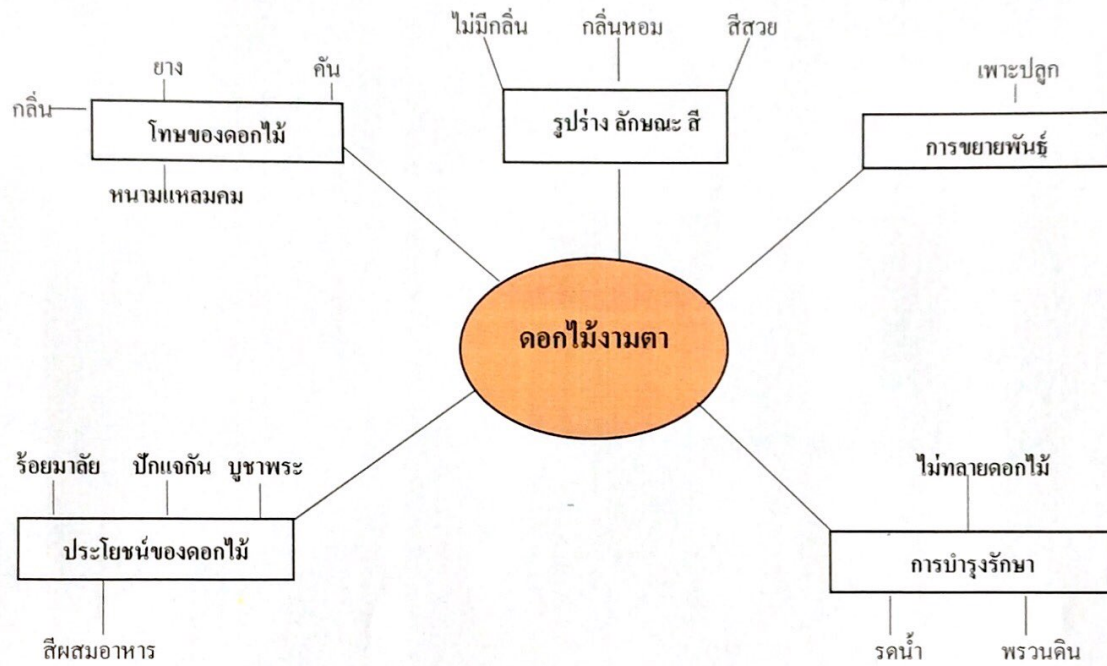 ไม่มีกลิ่น
กลิ่นหอม
สีสวย
รูปร่าง ลักษณะ สี
ยาง
คัน
กลิ่น
โทษของดอกไม้
หนามแหลมคม
เพาะปลูก
การขยายพันธุ์
ดอกไม้งามตา
ร้อยมาลัย
ปักแจกัน
บูชาพระ
ประโยชน์ของดอกไม้
สีผสมอาหาร
ไม่ทลายดอกไม้
การบำรุงรักษา
รดน้ำ
พรวนดิน